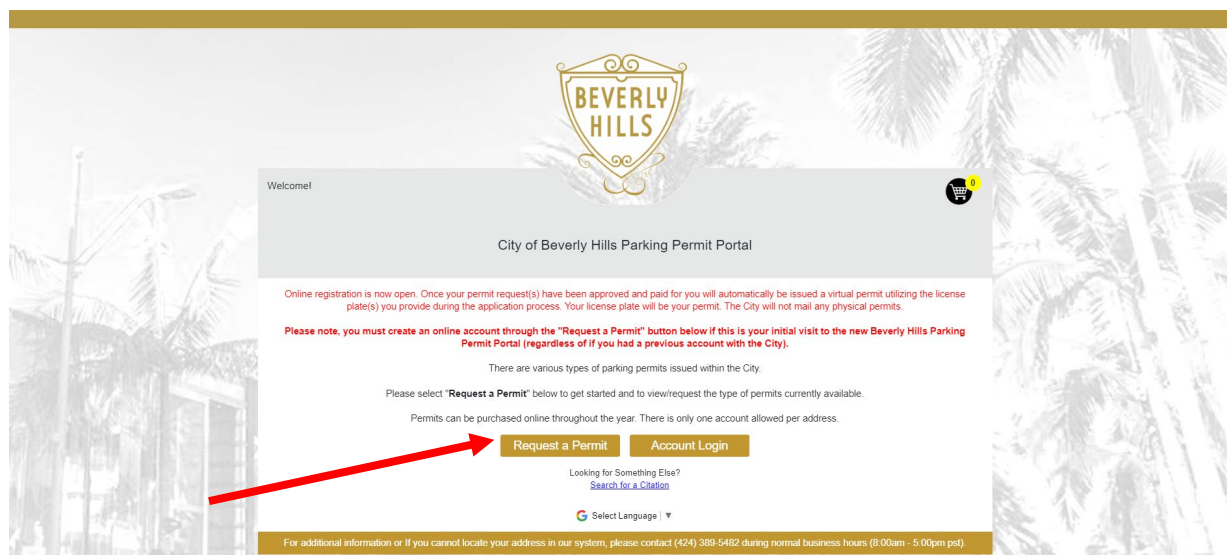 BEVERLY
HILLS
Welcome!
0
City of Beverly Hills Parking Permit Portal
Online registration is now open. Once your permit request(s) have been approved and paid for you will automatically be issued a virtual permit utilizing the license
plate(s) you provide during the application process. Your license plate will be your permit. The City will not mail any physical permits.
Please note, you must create an online account through the "Request a Permit" button below if this is your initial visit to the new Beverly Hills Parking
Permit Portal (regardless of if you had a previous account with the City).
There are various types of parking permits issued within the City.
Please select "Request a Permit" below to get started and to view/request the type of permits currently available.
Permits can be purchased online throughout the year. There is only one account allowed per address.
Request a Permit Account Login
Looking for Something Else?
Search for a Citation
G Select Language | ▼
For additional information or If you cannot locate your address in our system, please contact (424) 389-5482 during normal business hours (8:00am - 5:00pm pst).